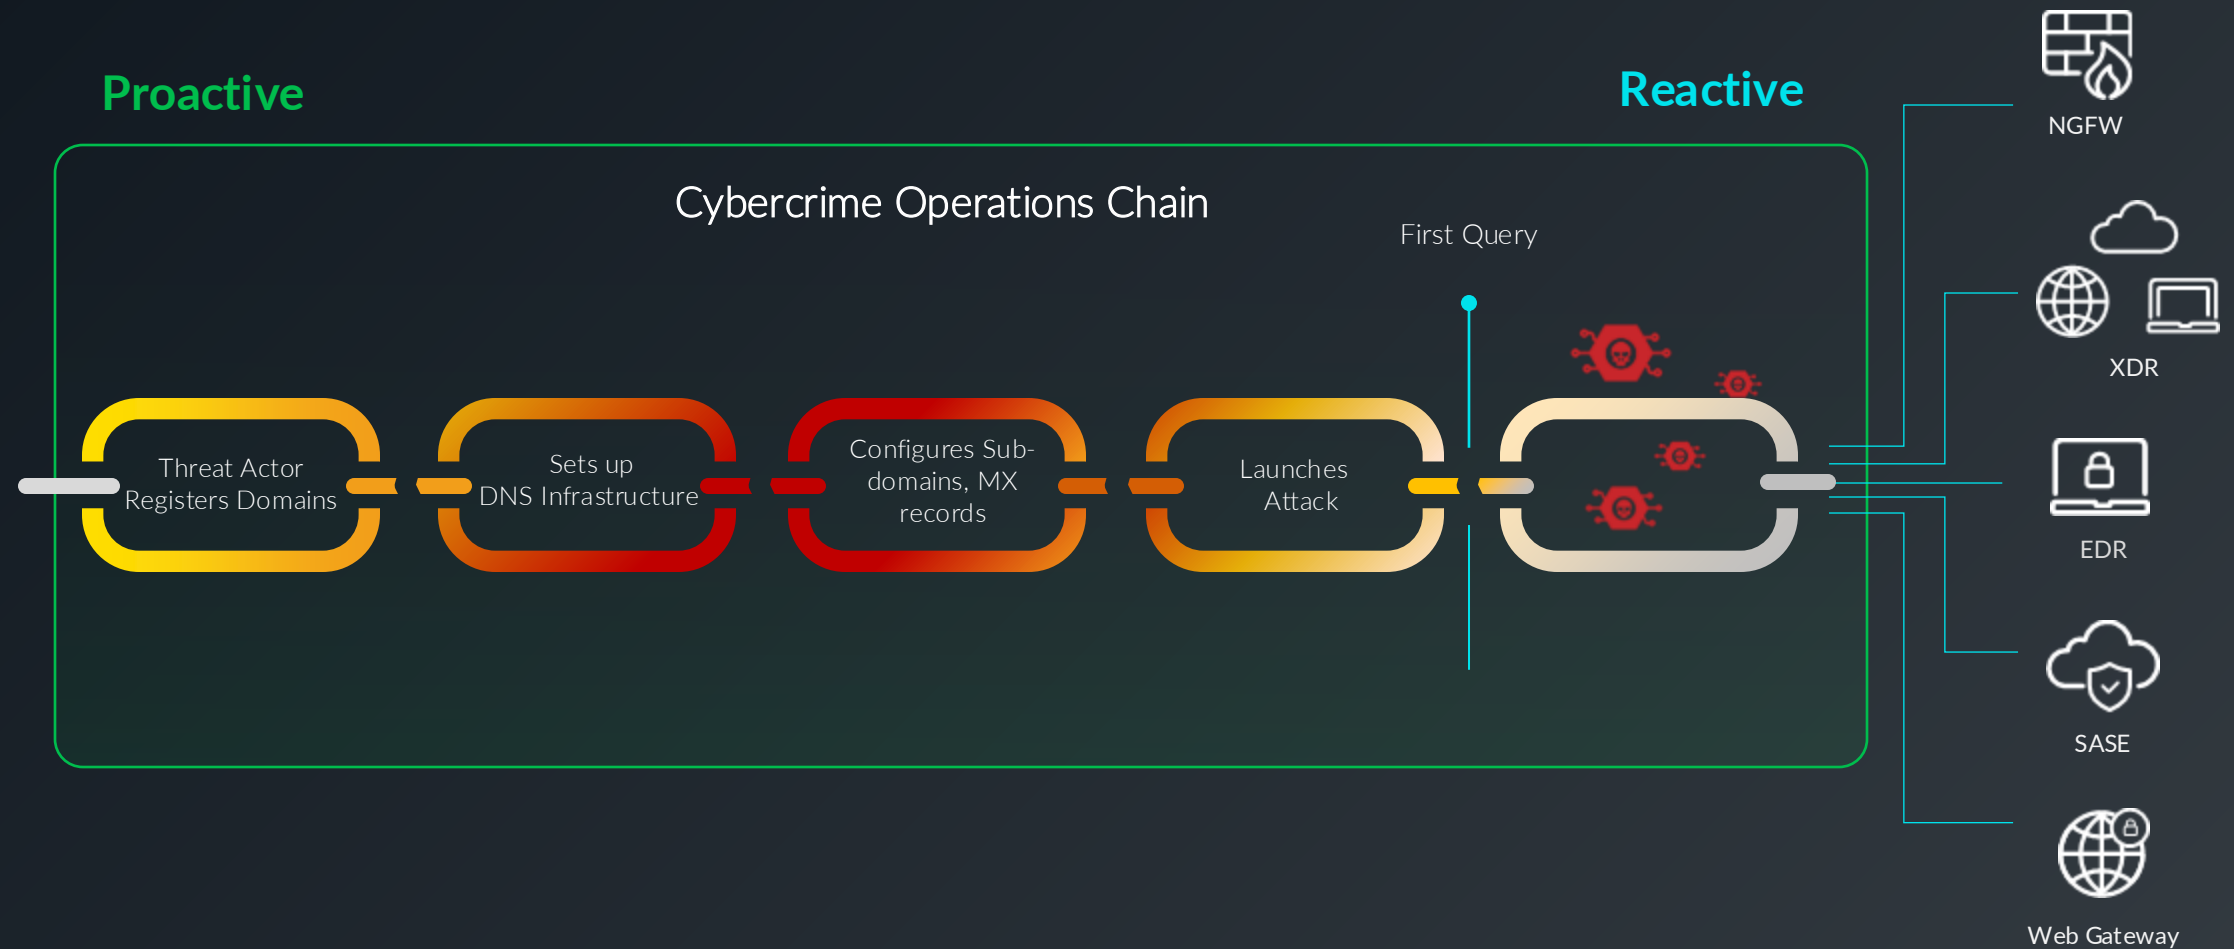 Proactive
Reactive
Cybercrime Operations Chain
First Query
Threat Actor
Registers Domains
Sets up
DNS Infrastructure
Configures Sub-
domains, MX
records
Launches
Attack
NGFW
XDR
EDR
SASE
Web Gateway